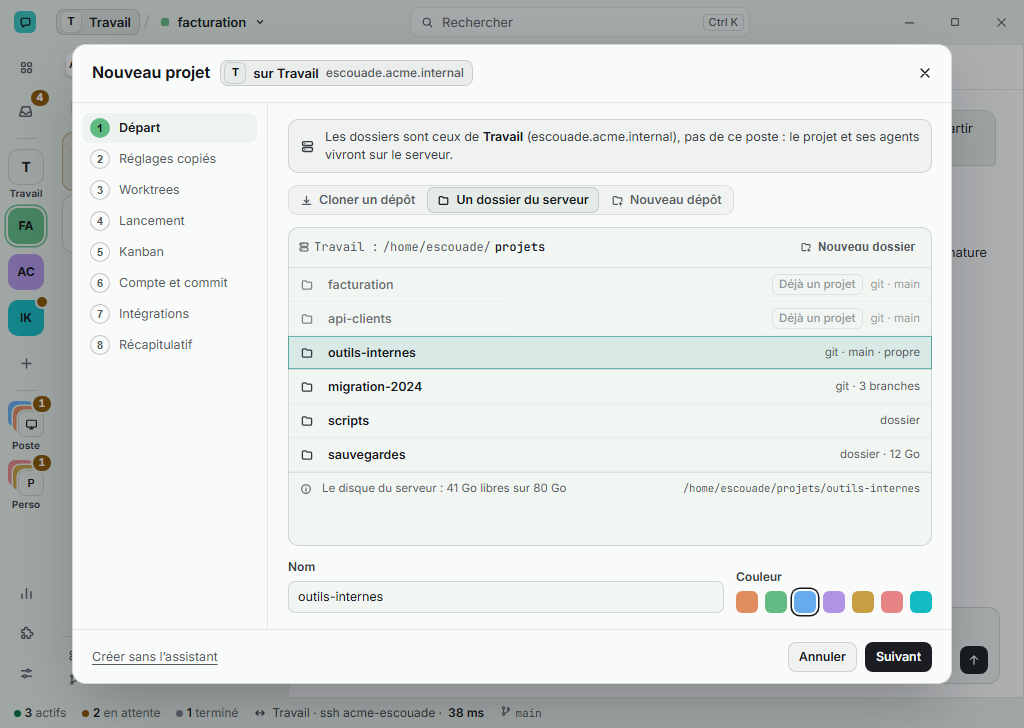 T Travail / facturation
Rechercher
Ctrl K
Nouveau projet
T sur Travail escouade.acme.internal
4
T
Travail
FA
AC
IK
1
Poste
1
P
Perso
1 Départ
2 Réglages copiés
3 Worktrees
4 Lancement
5 Kanban
6 Compte et commit
7 Intégrations
8 Récapitulatif
Les dossiers sont ceux de Travail (escouade.acme.internal), pas de ce poste : le projet et ses agents
vivront sur le serveur.
Cloner un dépôt
Un dossier du serveur
Nouveau dépôt
Travail : /home/escouade/ projets
Nouveau dossier
facturation Déjà un projet git · main
api-clients Déjà un projet git · main
outils-internes git · main · propre
migration-2024 git · 3 branches
scripts dossier
sauvegardes dossier · 12 Go
Le disque du serveur : 41 Go libres sur 80 Go /home/escouade/projets/outils-internes
Nom
outils-internes
Couleur
Créer sans l'assistant
Annuler
Suivant
artir
nature
3 actifs 2 en attente 1 terminé Travail · ssh acme-escouade · 38 ms main